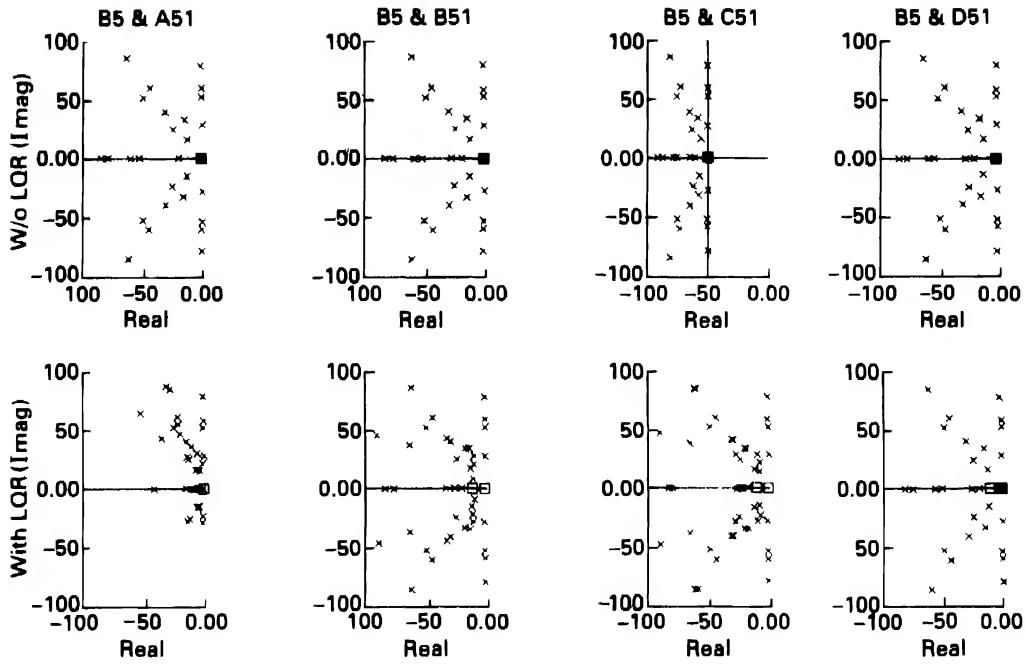 B5 & A51 B5 & B51 B5 & C51 B5 & D51
W/o LQR (I mag)
100 100 100 100
50 50 50 50
0.00 0.00 0.00 0.00
-50 -50 -50 -50
-100 -100 -100 -100
100 -50 0.00 100 -50 0.00 -100 -50 0.00 100 -50 0.00
Real Real Real Real
With LQR (I mag)
100 100 100 100
50 50 50 50
0.00 0.00 0.00 0.00
-50 -50 -50 -50
-100 -100 -100 -100
100 -50 0.00 100 -50 0.00 -100 -50 0.00 100 -50 0.00
Real Real Real Real